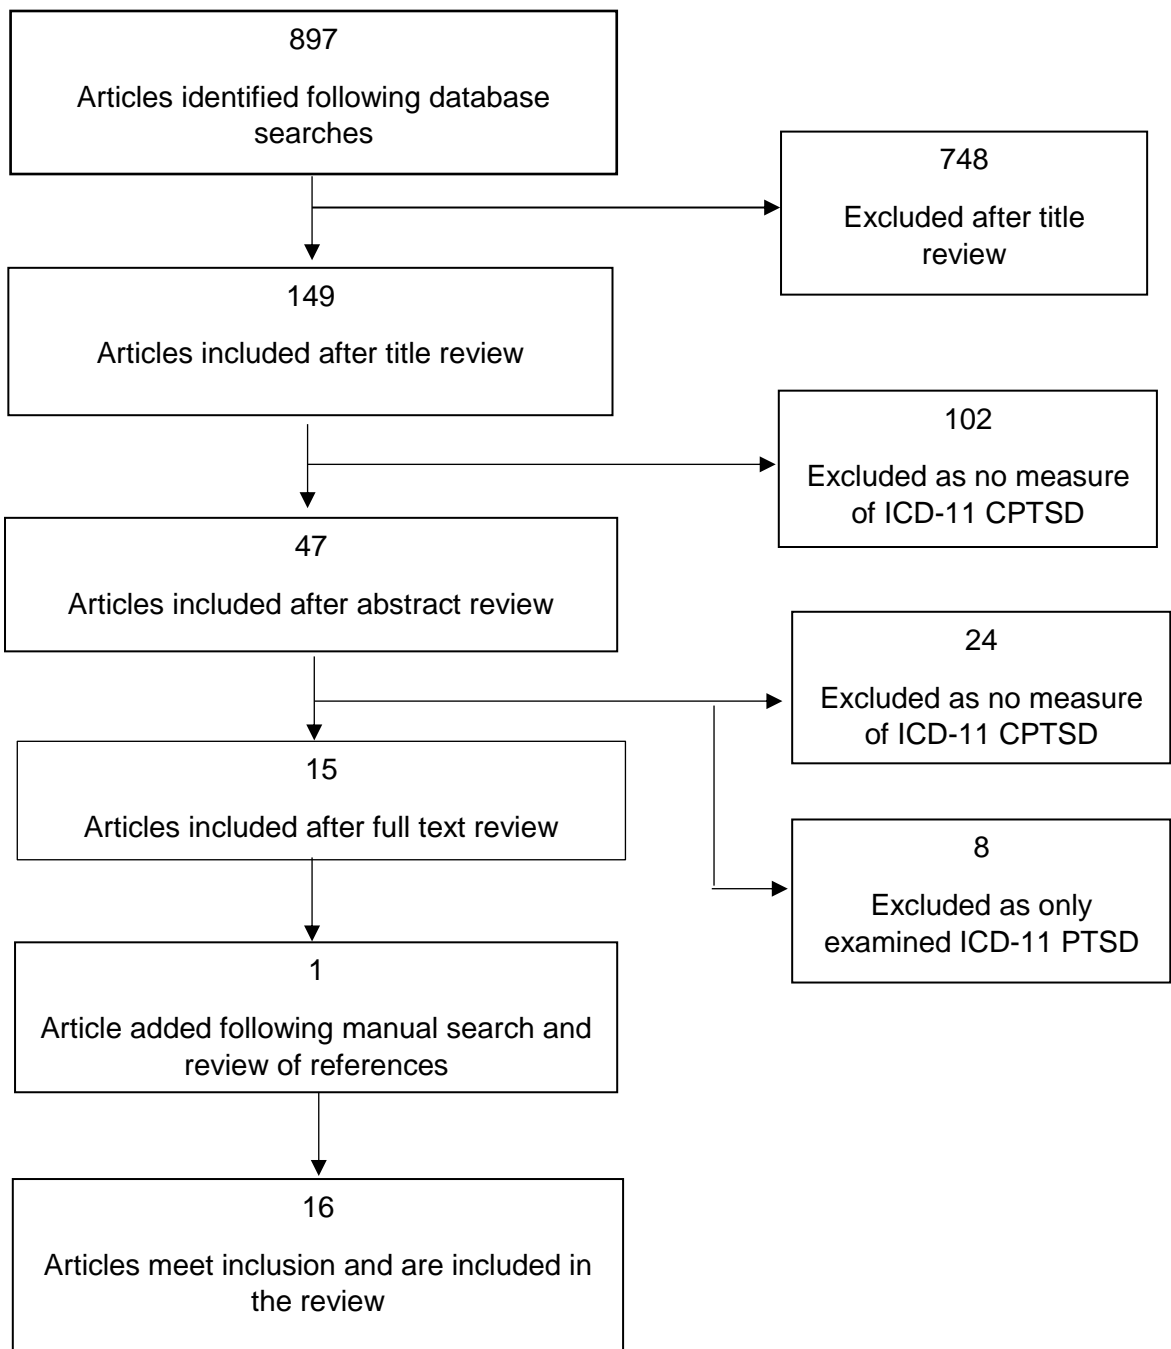 897
Articles identified following database
searches
748
Excluded after title
review
149
Articles included after title review
102
Excluded as no measure
of ICD-11 CPTSD
47
Articles included after abstract review
24
Excluded as no measure
of ICD-11 CPTSD
15
Articles included after full text review
8
Excluded as only
examined ICD-11 PTSD
1
Article added following manual search and
review of references
16
Articles meet inclusion and are included in
the review